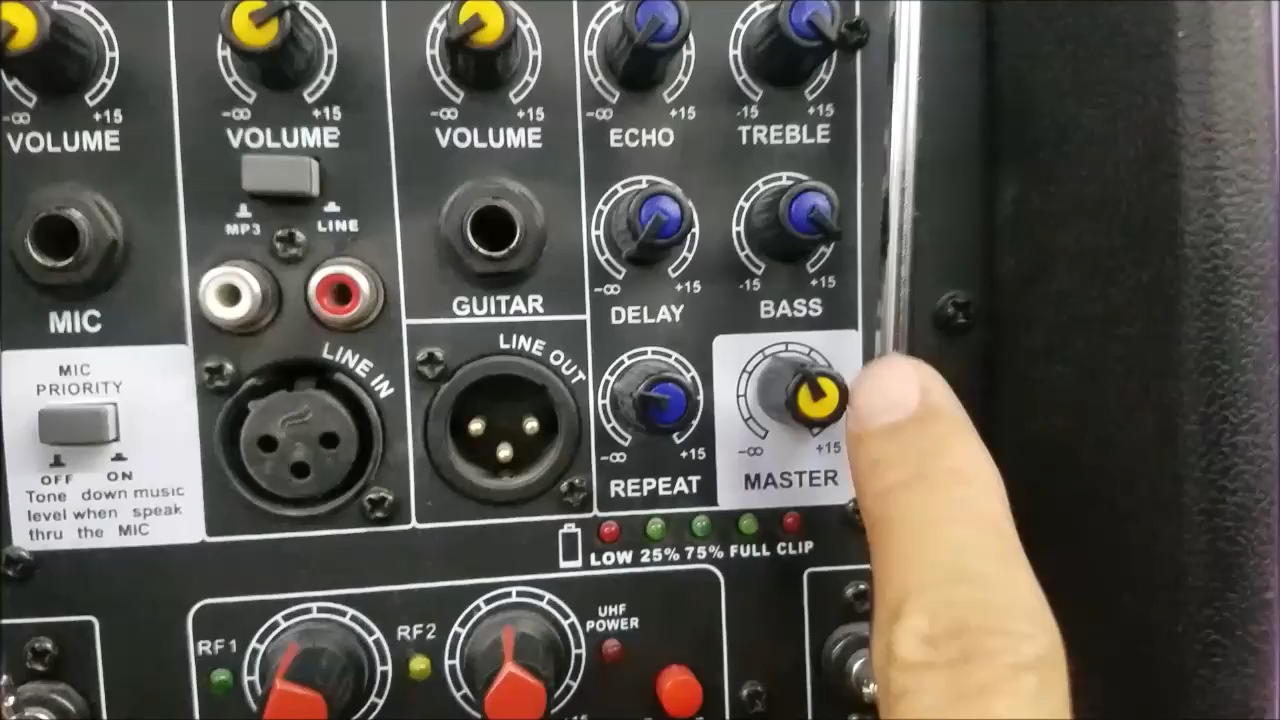 -∞ +15
VOLUME
-∞ +15
VOLUME
-∞ +15
VOLUME
-∞ +15
ECHO
-15 +15
TREBLE
MP3 LINE
MIC
GUITAR
-∞ +15
DELAY
-15 +15
BASS
LINE IN
LINE OUT
MIC
PRIORITY
OFF ON
Tone down music
level when speak
thru the MIC
-∞ +15
REPEAT
-∞ +15
MASTER
LOW 25% 75% FULL CLIP
RF1
RF2
UHF
POWER